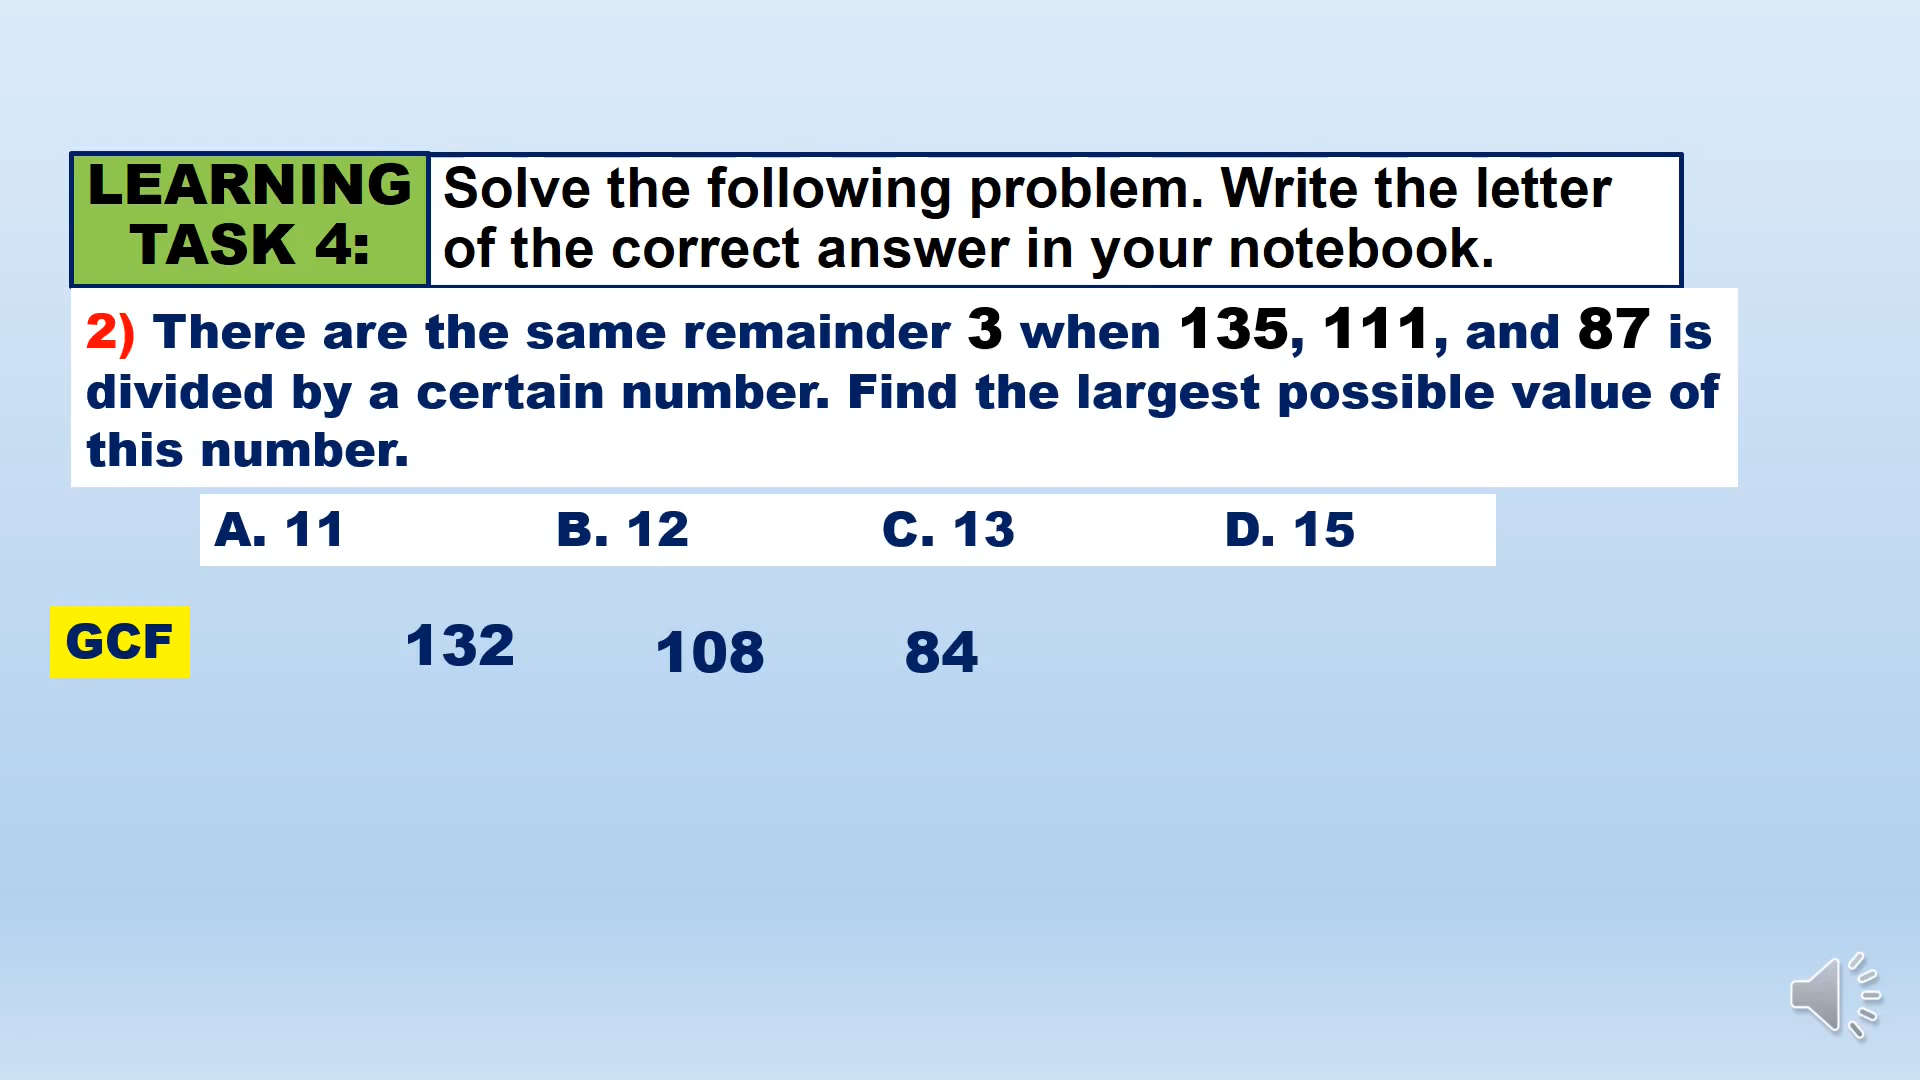 LEARNING
TASK 4:
Solve the following problem. Write the letter
of the correct answer in your notebook.
2) There are the same remainder 3 when 135, 111, and 87 is
divided by a certain number. Find the largest possible value of
this number.
A. 11 B. 12 C. 13 D. 15
GCF 132 108 84